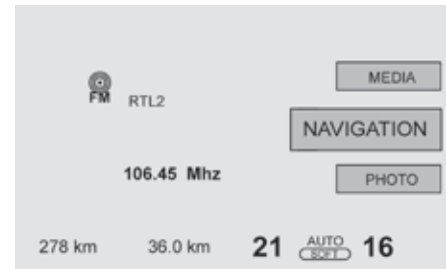 MEDIA
FM RTL2
NAVIGATION
106.45 Mhz
PHOTO
278 km 36.0 km 21 AUTO SOFT 16